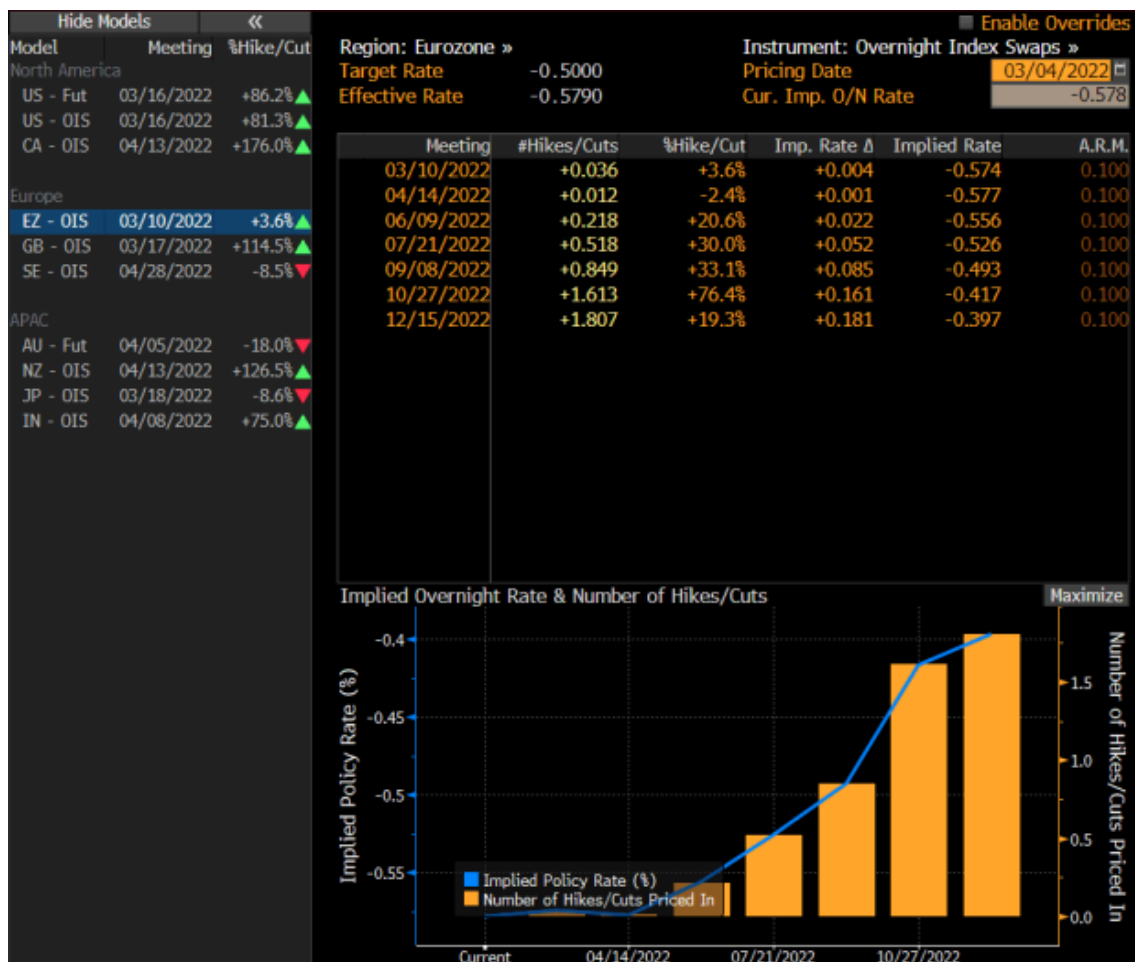 Hide Models «
Enable Overrides
Model Meeting %Hike/Cut
North America
US - Fut 03/16/2022 +86.2%▲
US - OIS 03/16/2022 +81.3%▲
CA - OIS 04/13/2022 +176.0%▲
Europe
EZ - OIS 03/10/2022 +3.6%▲
GB - OIS 03/17/2022 +114.5%▲
SE - OIS 04/28/2022 -8.5%▼
APAC
AU - Fut 04/05/2022 -18.0%▼
NZ - OIS 04/13/2022 +126.5%▲
JP - OIS 03/18/2022 -8.6%▼
IN - OIS 04/08/2022 +75.0%▲
Region: Eurozone » Instrument: Overnight Index Swaps »
Target Rate -0.5000 Pricing Date 03/04/2022
Effective Rate -0.5790 Cur. Imp. O/N Rate -0.578
Meeting #Hikes/Cuts %Hike/Cut Imp. Rate Δ Implied Rate A.R.M.
03/10/2022 +0.036 +3.6% +0.004 -0.574 0.100
04/14/2022 +0.012 -2.4% +0.001 -0.577 0.100
06/09/2022 +0.218 +20.6% +0.022 -0.556 0.100
07/21/2022 +0.518 +30.0% +0.052 -0.526 0.100
09/08/2022 +0.849 +33.1% +0.085 -0.493 0.100
10/27/2022 +1.613 +76.4% +0.161 -0.417 0.100
12/15/2022 +1.807 +19.3% +0.181 -0.397 0.100
Implied Overnight Rate & Number of Hikes/Cuts Maximize
Implied Policy Rate (%)
-0.4
-0.45
-0.5
-0.55
Implied Policy Rate (%)
Number of Hikes/Cuts Priced In
1.5
1.0
0.5
0.0
Number of Hikes/Cuts Priced In
Current 04/14/2022 07/21/2022 10/27/2022